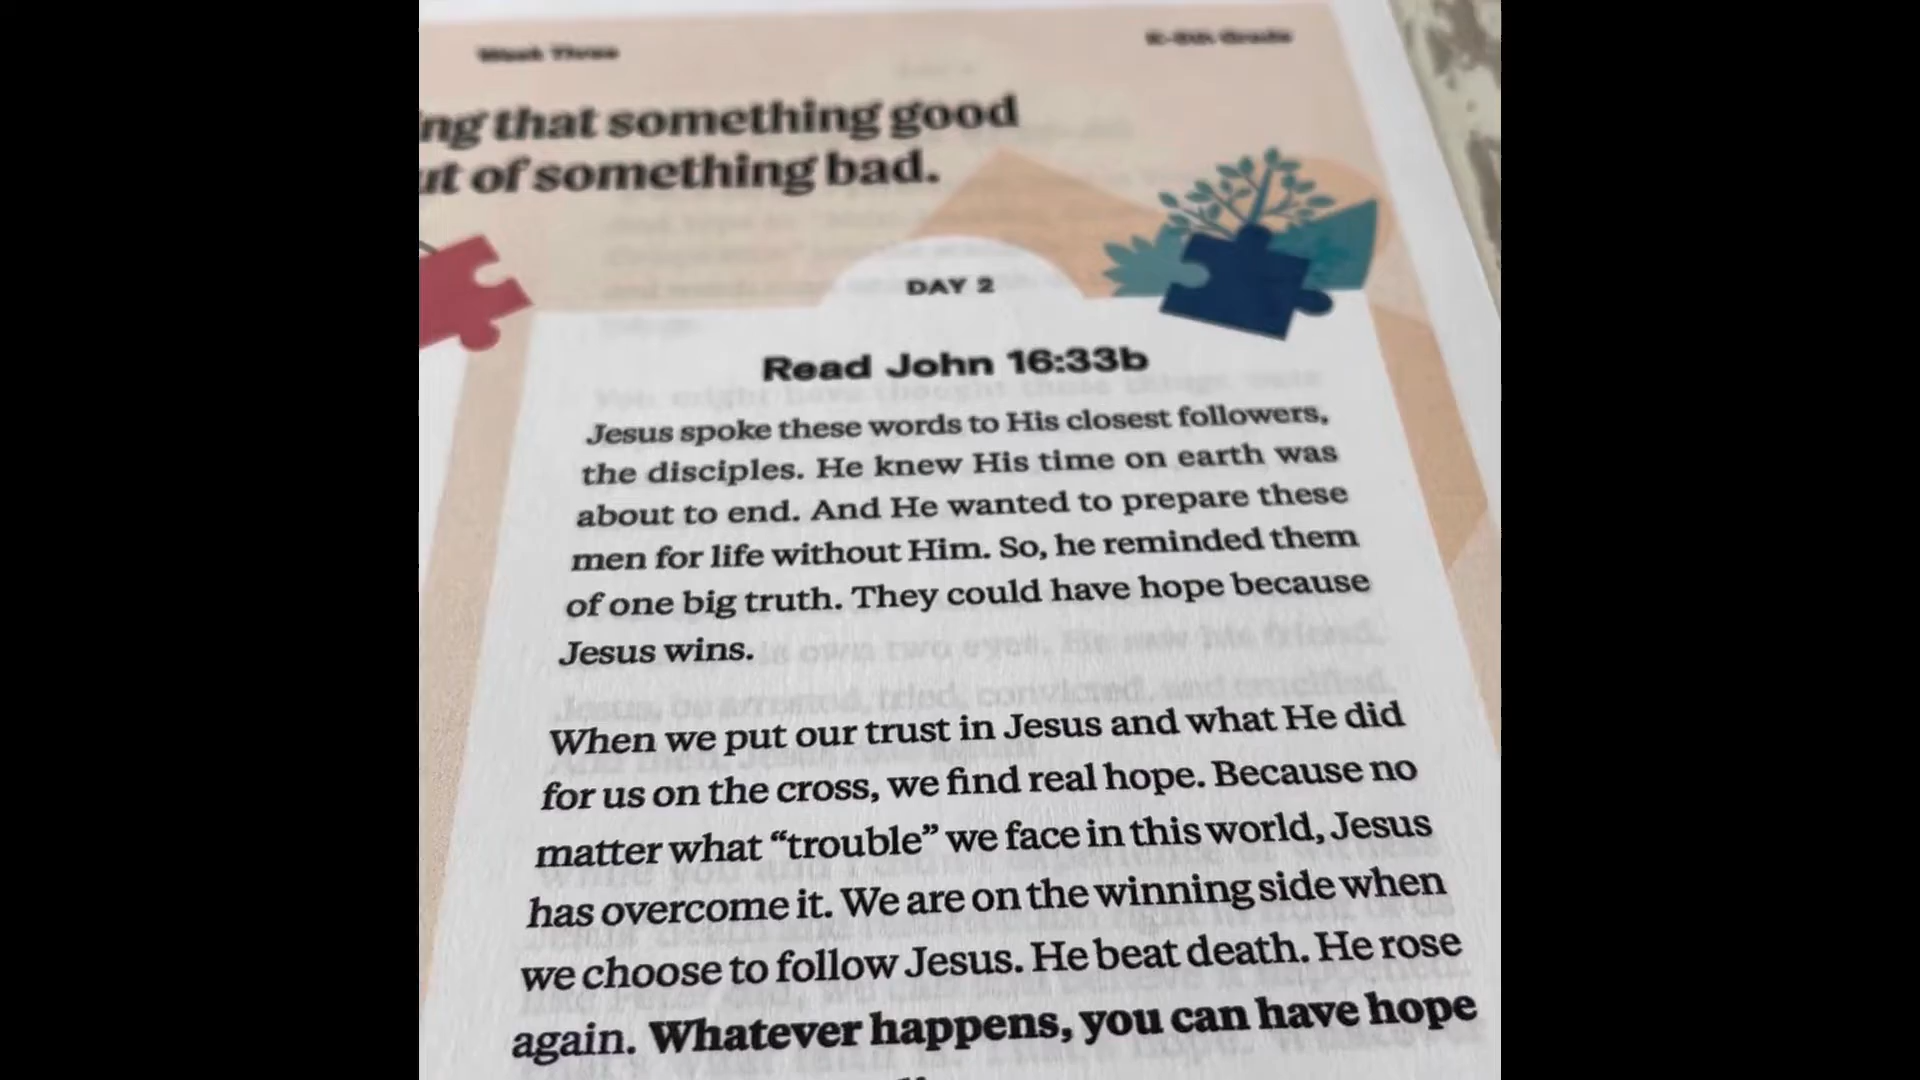 Week Three
K-5th Grade
ng that something good
ut of something bad.
DAY 2
Read John 16:33b
Jesus spoke these words to His closest followers,
the disciples. He knew His time on earth was
about to end. And He wanted to prepare these
men for life without Him. So, he reminded them
of one big truth. They could have hope because
Jesus wins.
When we put our trust in Jesus and what He did
for us on the cross, we find real hope. Because no
matter what “trouble” we face in this world, Jesus
has overcome it. We are on the winning side when
we choose to follow Jesus. He beat death. He rose
again. Whatever happens, you can have hope